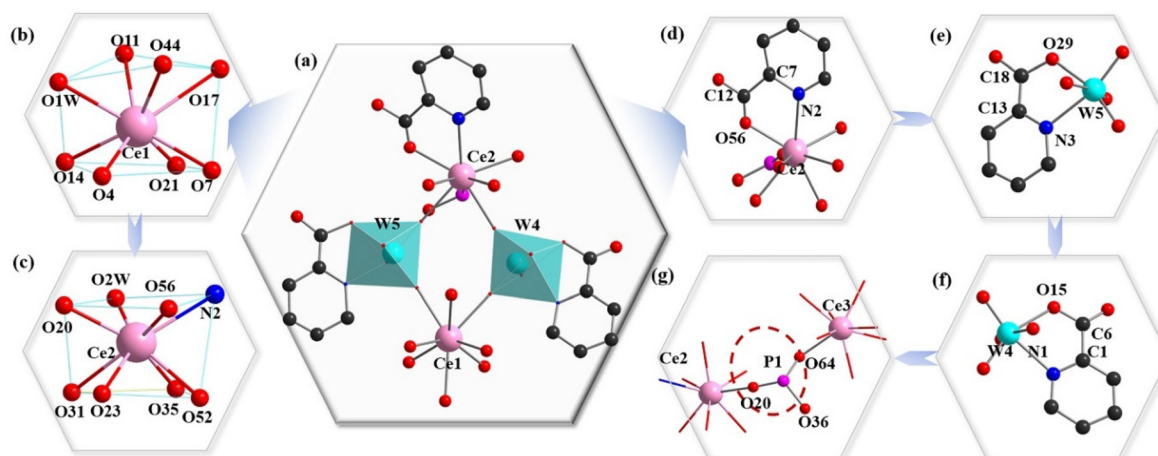 (b)
O11
O44
O1W
O17
Ce1
O14
O4
O21
O7
(c)
O2W
O56
N2
O20
Ce2
O31
O23
O35
O52
(a)
Ce2
W5
W4
Ce1
(d)
C7
C12
N2
O56
Ce2
(e)
O29
C18
C13
W5
N3
(g)
Ce3
Ce2
P1
O64
O20
O36
(f)
O15
C6
W4
N1
C1